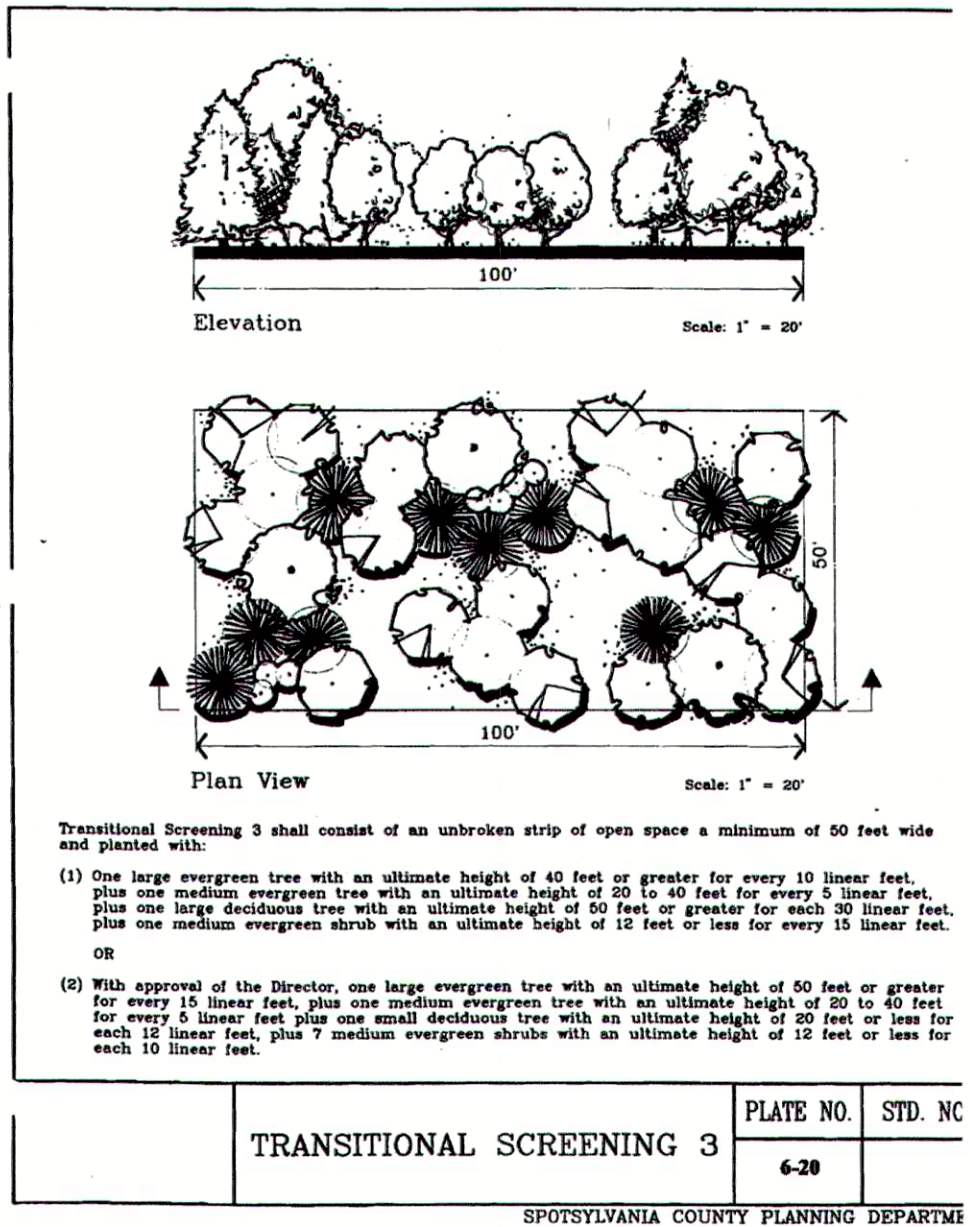 100'
Elevation
Scale: 1" = 20'
50'
100'
Plan View
Scale: 1" = 20'
Transitional Screening 3 shall consist of an unbroken strip of open space a minimum of 50 feet wide
and planted with:
(1) One large evergreen tree with an ultimate height of 40 feet or greater for every 10 linear feet,
plus one medium evergreen tree with an ultimate height of 20 to 40 feet for every 5 linear feet,
plus one large deciduous tree with an ultimate height of 50 feet or greater for each 30 linear feet,
plus one medium evergreen shrub with an ultimate height of 12 feet or less for every 15 linear feet.
OR
(2) With approval of the Director, one large evergreen tree with an ultimate height of 50 feet or greater
for every 15 linear feet, plus one medium evergreen tree with an ultimate height of 20 to 40 feet
for every 5 linear feet plus one small deciduous tree with an ultimate height of 20 feet or less for
each 12 linear feet, plus 7 medium evergreen shrubs with an ultimate height of 12 feet or less for
each 10 linear feet.
TRANSITIONAL SCREENING 3
PLATE NO.
STD. NO
6-20
SPOTSYLVANIA COUNTY PLANNING DEPARTME